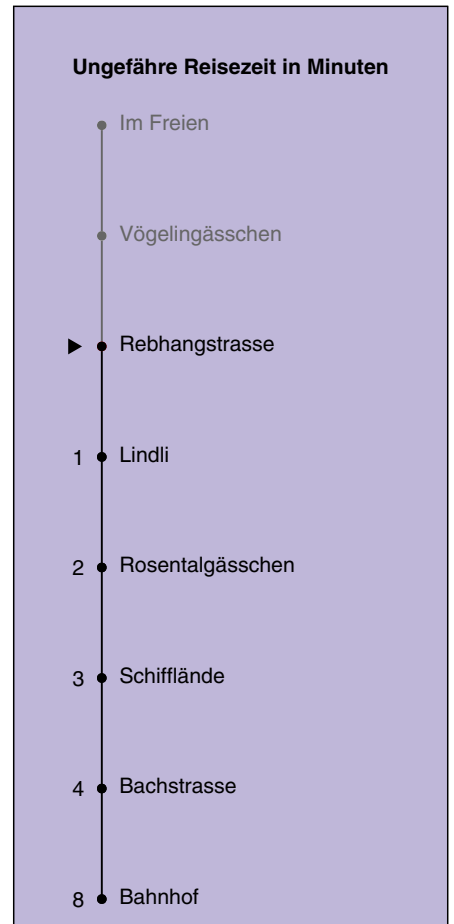 Ungefähre Reisezeit in Minuten
Im Freien
Vögelingässchen
Rebhangstrasse
1 Lindli
2 Rosentalgässchen
3 Schifflände
4 Bachstrasse
8 Bahnhof